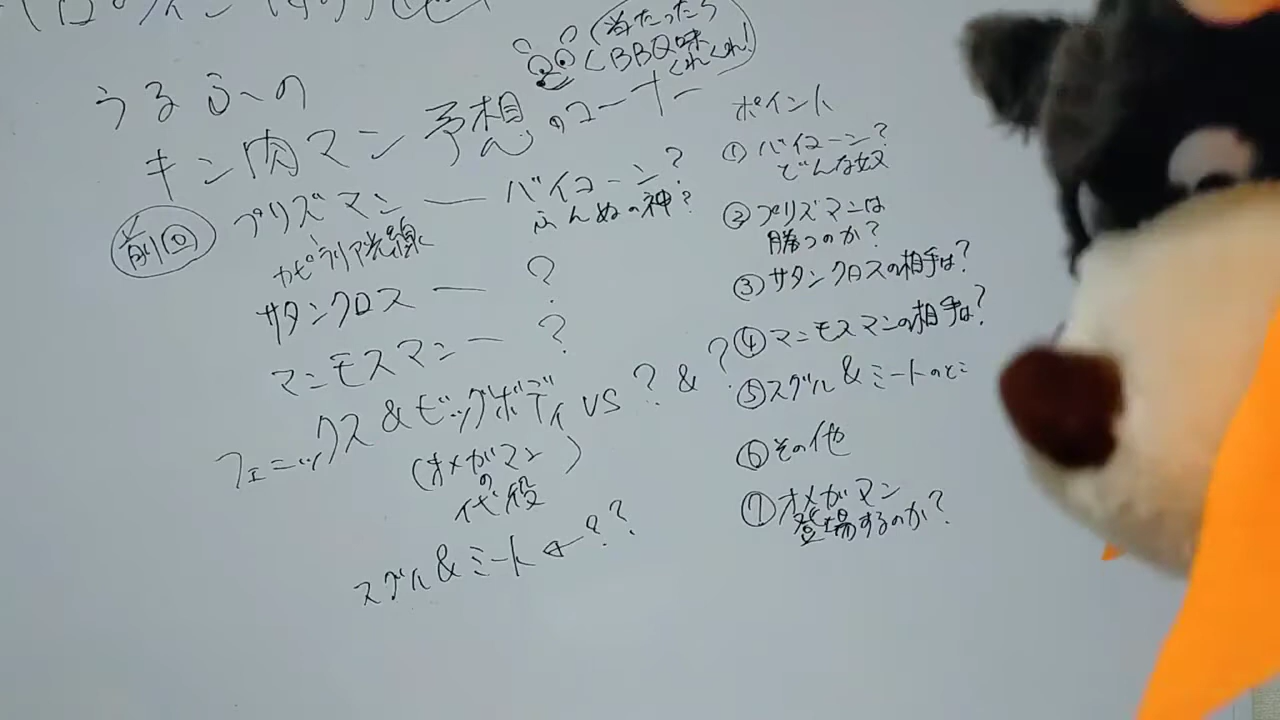 (当たったら
BBQ味
くれくれ!)
うるふの
キン肉マン予想のコーナー
前回
プリズマン ー バイコーン?
カピラリア光線
ふんぬの神?
サタンクロス ー ?
マンモスマン ー ?
フェニックス&ビッグボディ vs ?&?
(オメガマン
の
代役)
スグル&ミート ← ??
ポイント
① バイコーン?
どんな奴
② プリズマンは
勝つのか?
③ サタンクロスの相手は?
④ マンモスマンの相手は?
⑤ スグル&ミートのとこ
⑥ その他
⑦ オメガマン
登場するのか?